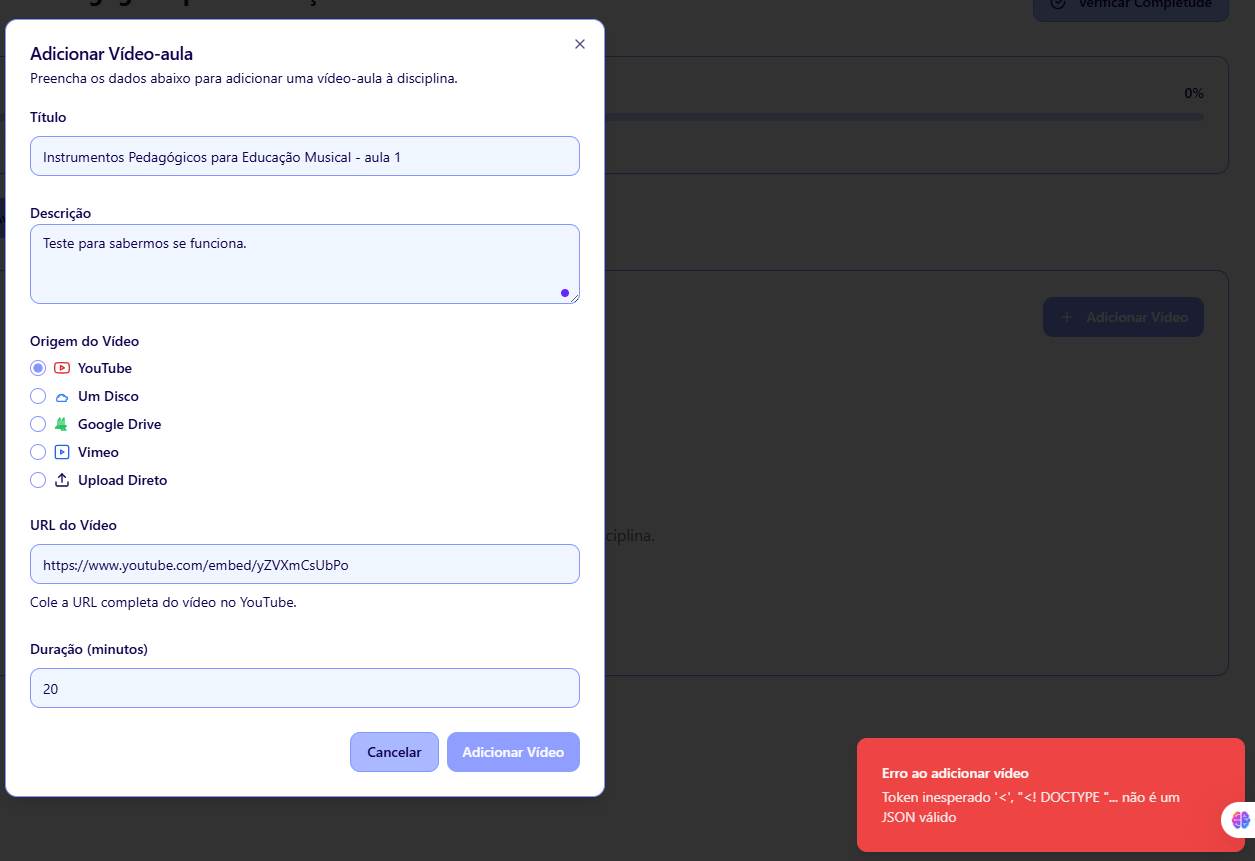 Verificar Completude
Adicionar Vídeo-aula
Preencha os dados abaixo para adicionar uma vídeo-aula à disciplina.
0%
Título
Instrumentos Pedagógicos para Educação Musical - aula 1
Descrição
Teste para sabermos se funciona.
+ Adicionar Vídeo
Origem do Vídeo
YouTube
Um Disco
Google Drive
Vimeo
Upload Direto
URL do Vídeo
ciplina.
https://www.youtube.com/embed/yZVXmCsUbPo
Cole a URL completa do vídeo no YouTube.
Duração (minutos)
20
Cancelar
Adicionar Vídeo
Erro ao adicionar vídeo
Token inesperado '<', "<! DOCTYPE "... não é um
JSON válido